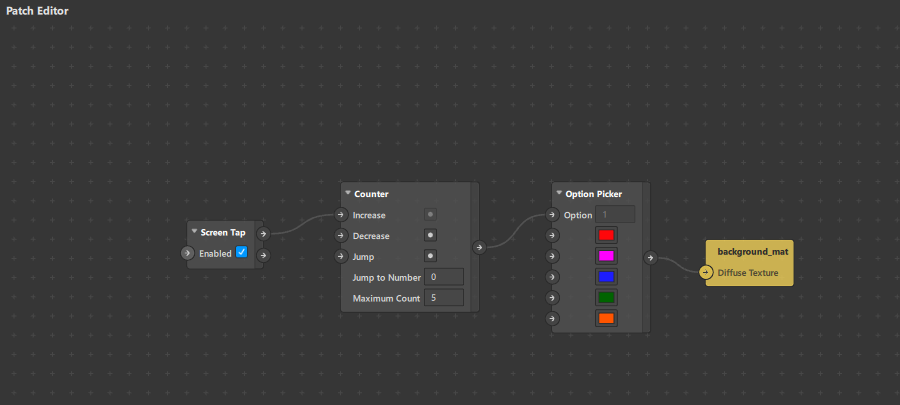 Patch Editor
Screen Tap
Enabled
Counter
Increase
Decrease
Jump
Jump to Number 0
Maximum Count 5
Option Picker
Option 1
background_mat
Diffuse Texture